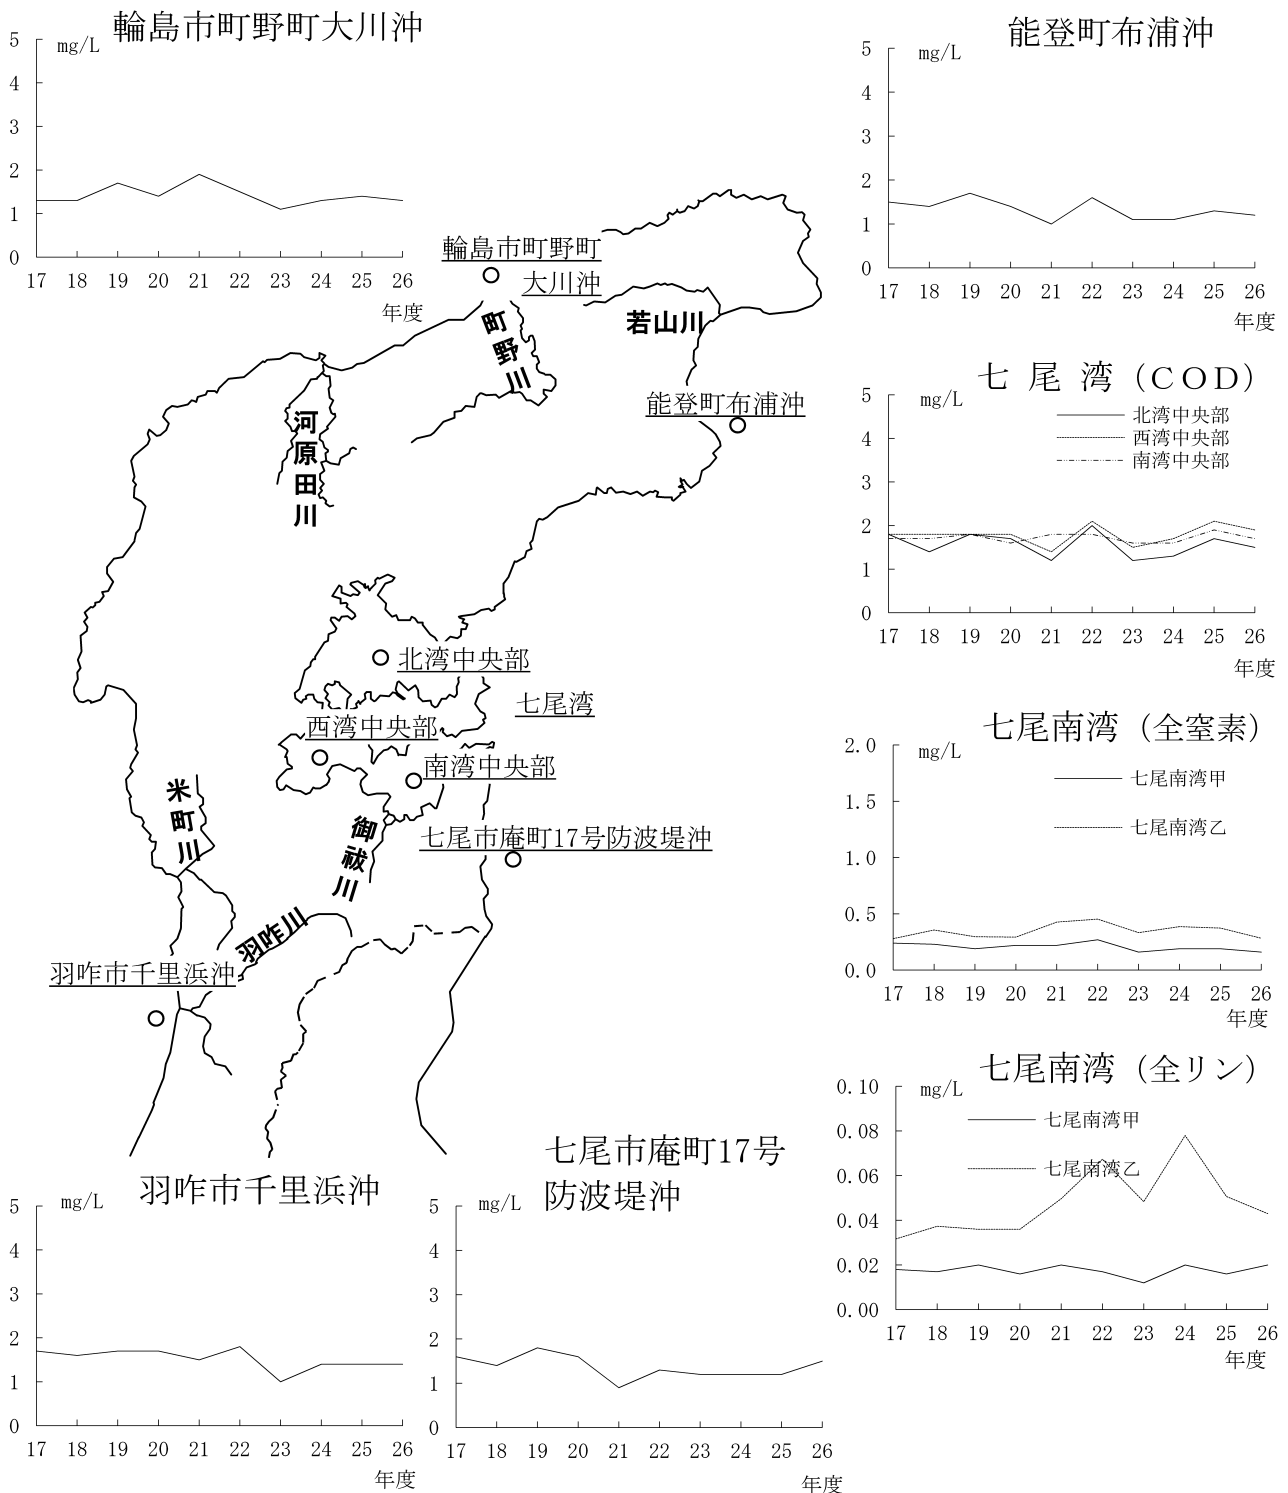 輪島市町野町大川沖
mg/L
5
4
3
2
1
0
17 18 19 20 21 22 23 24 25 26
年度
能登町布浦沖
mg/L
5
4
3
2
1
0
17 18 19 20 21 22 23 24 25 26
年度
輪島市町野町
大川沖
町野川
若山川
能登町布浦沖
河原田川
北湾中央部
七尾湾
西湾中央部
南湾中央部
米町川
御祓川
七尾市庵町17号防波堤沖
羽咋川
羽咋市千里浜沖
七尾湾（ＣＯＤ）
mg/L
北湾中央部
西湾中央部
南湾中央部
5
4
3
2
1
0
17 18 19 20 21 22 23 24 25 26
年度
七尾南湾（全窒素）
mg/L
七尾南湾甲
七尾南湾乙
2.0
1.5
1.0
0.5
0.0
17 18 19 20 21 22 23 24 25 26
年度
七尾南湾（全リン）
mg/L
七尾南湾甲
七尾南湾乙
0.10
0.08
0.06
0.04
0.02
0.00
17 18 19 20 21 22 23 24 25 26
年度
羽咋市千里浜沖
mg/L
5
4
3
2
1
0
17 18 19 20 21 22 23 24 25 26
年度
七尾市庵町17号
防波堤沖
mg/L
5
4
3
2
1
0
17 18 19 20 21 22 23 24 25 26
年度